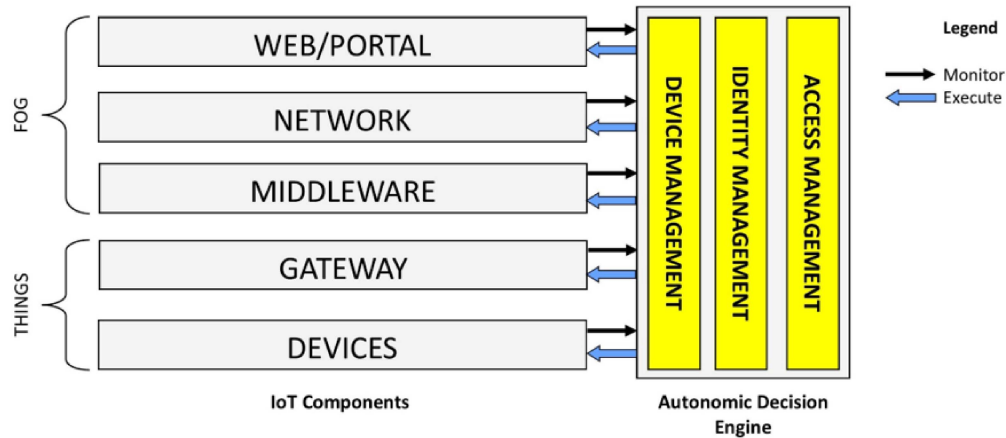 FOG
WEB/PORTAL
NETWORK
MIDDLEWARE
THINGS
GATEWAY
DEVICES
IoT Components
DEVICE MANAGEMENT
IDENTITY MANAGEMENT
ACCESS MANAGEMENT
Autonomic Decision
Engine
Legend
Monitor
Execute